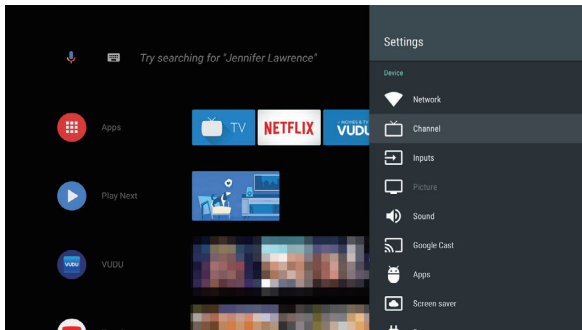 Try searching for "Jennifer Lawrence"
Apps
TV
NETFLIX
VUDU
Play Next
VUDU
VUDU
Settings
Device
Network
Channel
Inputs
Picture
Sound
Google Cast
Apps
Screen saver